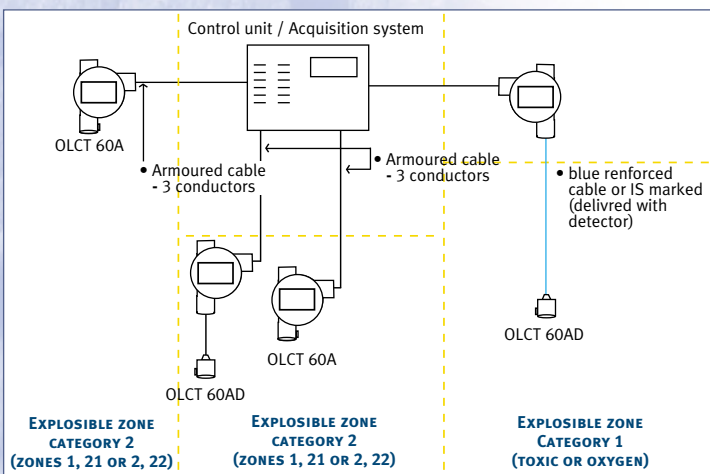 Control unit / Acquisition system
OLCT 60A
• Armoured cable
- 3 conductors
• Armoured cable
- 3 conductors
• blue renforced
cable or IS marked
(delivred with
detector)
OLCT 60AD
OLCT 60A
OLCT 60AD
EXPLOSIBLE ZONE
CATEGORY 2
(ZONES 1, 21 OR 2, 22)
EXPLOSIBLE ZONE
CATEGORY 2
(ZONES 1, 21 OR 2, 22)
EXPLOSIBLE ZONE
CATEGORY 1
(TOXIC OR OXYGEN)